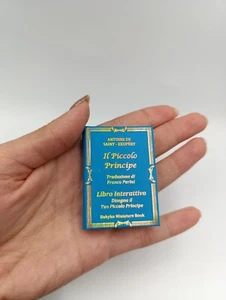 ANTOINE DE
SAINT - EXUPÉRY
Il Piccolo
Principe
Traduzione di
Franco Perini
Libro Interattivo
Disegna il
Tuo Piccolo Principe
Miniature Book